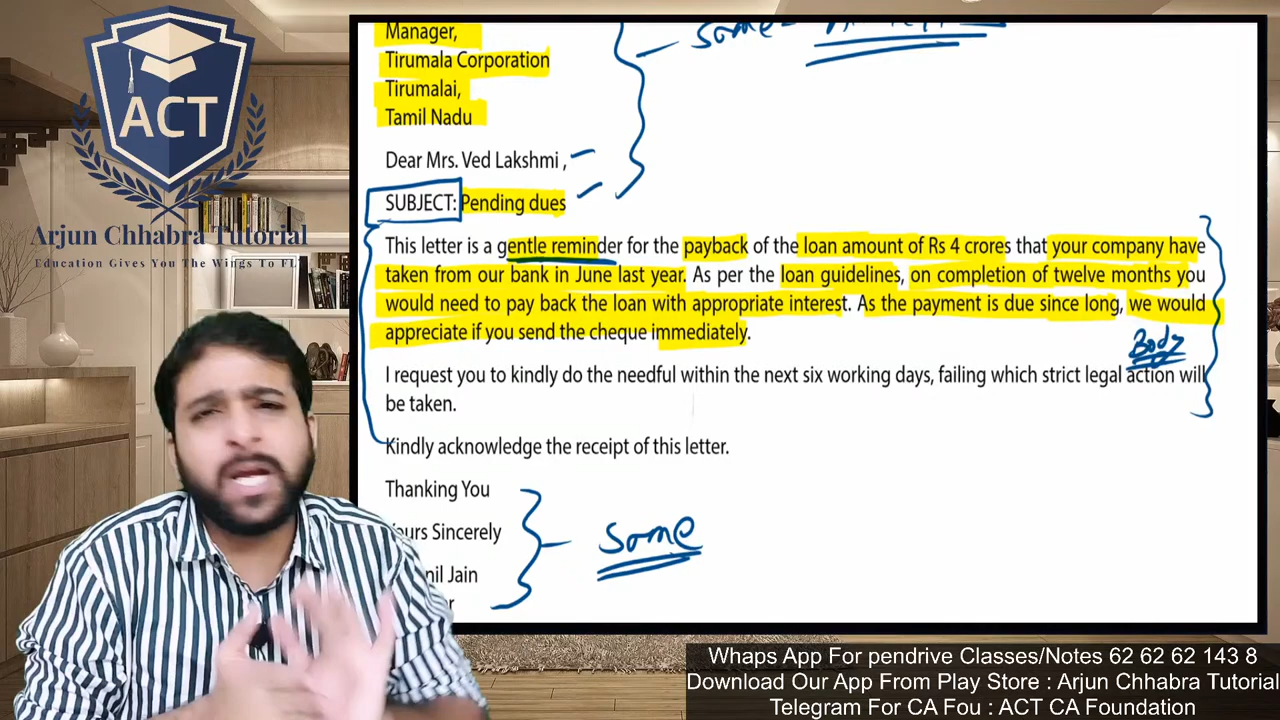 ACT
Arjun Chhabra Tutorial
Education Gives You The Wings To
Manager,
Tirumala Corporation
Tirumalai,
Tamil Nadu
Dear Mrs. Ved Lakshmi ,
SUBJECT: Pending dues
This letter is a gentle reminder for the payback of the loan amount of Rs 4 crores that your company have
taken from our bank in June last year. As per the loan guidelines, on completion of twelve months you
would need to pay back the loan with appropriate interest. As the payment is due since long, we would
appreciate if you send the cheque immediately.
Body
I request you to kindly do the needful within the next six working days, failing which strict legal action will
be taken.
Kindly acknowledge the receipt of this letter.
Thanking You
Yours Sincerely
Some
Jain
Whaps App For pendrive Classes/Notes 62 62 62 143 8
Download Our App From Play Store : Arjun Chhabra Tutorial
Telegram For CA Fou : ACT CA Foundation